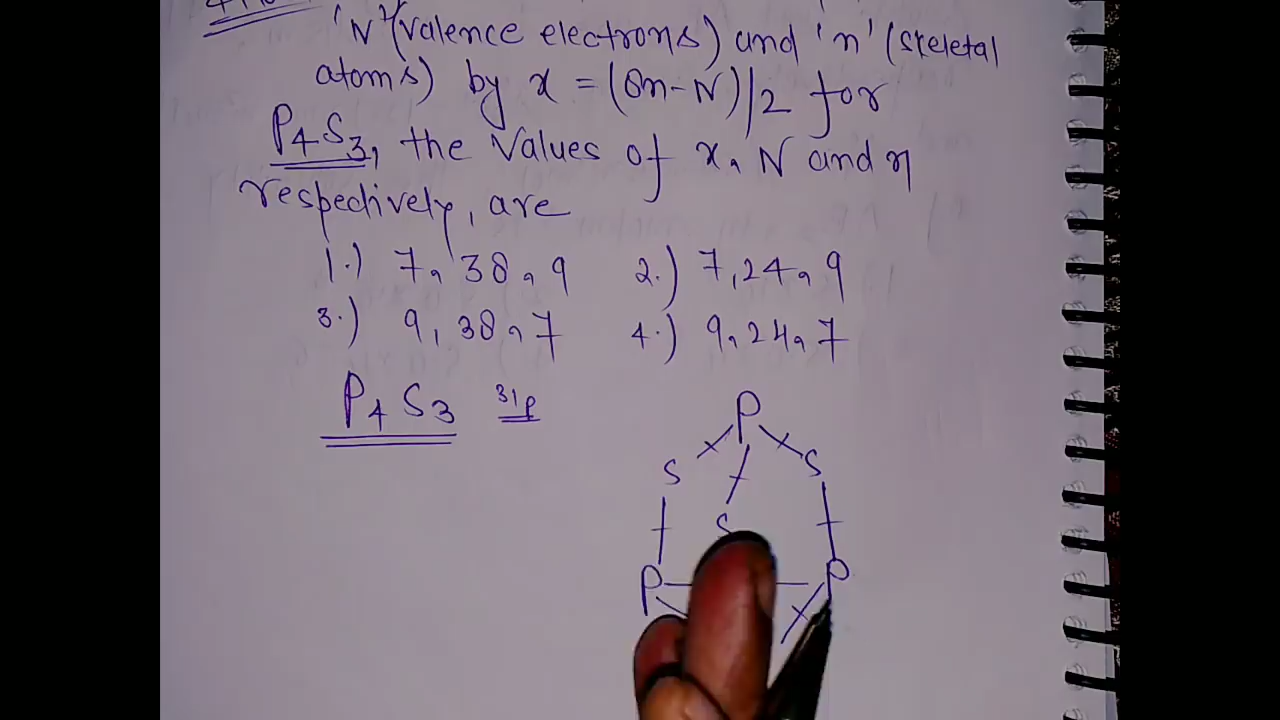 'N' (valence electrons) and 'n' (skeletal
atoms) by x = (8n-N)/2 for
P4S3, the values of x, N and n
respectively, are
1.) 7, 38, 9 2.) 7, 24, 9
3.) 9, 38, 7 4.) 9, 24, 7
P4S3 31p
P
S S
S
P P